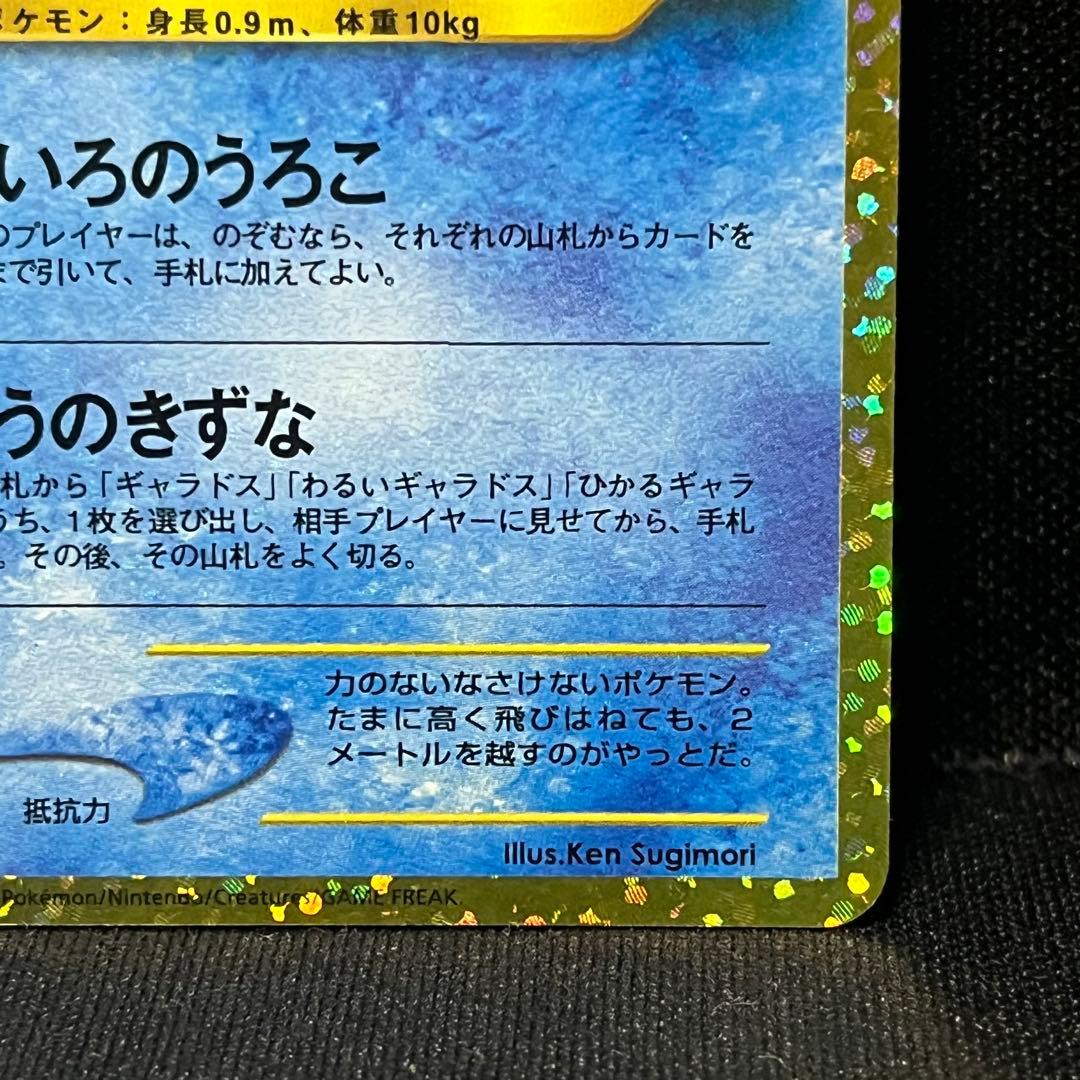 ポケモン：身長0.9m、体重10kg
いろのうろこ
のプレイヤーは、のぞむなら、それぞれの山札からカードを
まで引いて、手札に加えてよい。
うのきずな
札から「ギャラドス」「わるいギャラドス」「ひかるギャラ
うち、1枚を選び出し、相手プレイヤーに見せてから、手札
。その後、その山札をよく切る。
力のないなさけないポケモン。
たまに高く飛びはねても、2
メートルを越すのがやっとだ。
抵抗力
Illus.Ken Sugimori
Pokémon/Nintendo/Creatures/GAME FREAK.